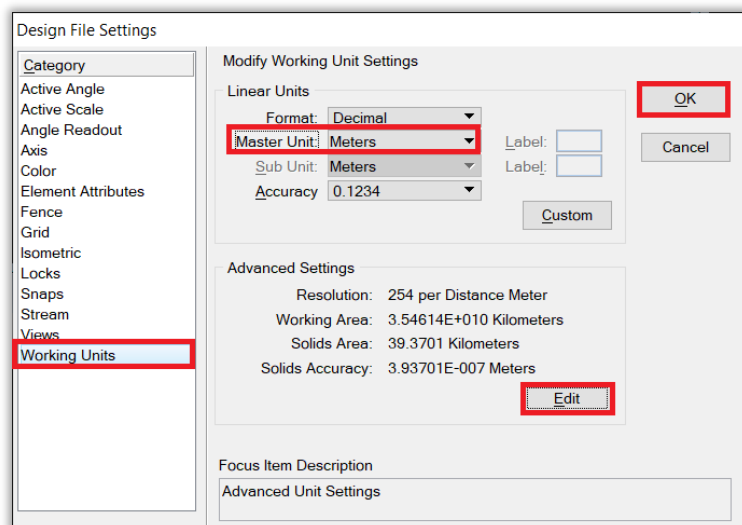 Design File Settings
Category
Active Angle
Active Scale
Angle Readout
Axis
Color
Element Attributes
Fence
Grid
Isometric
Locks
Snaps
Stream
Views
Working Units
Modify Working Unit Settings
Linear Units
Format: Decimal
Master Unit: Meters Label:
Sub Unit: Meters Label:
Accuracy 0.1234
Custom
Advanced Settings
Resolution: 254 per Distance Meter
Working Area: 3.54614E+010 Kilometers
Solids Area: 39.3701 Kilometers
Solids Accuracy: 3.93701E-007 Meters
Edit
Focus Item Description
Advanced Unit Settings
OK
Cancel